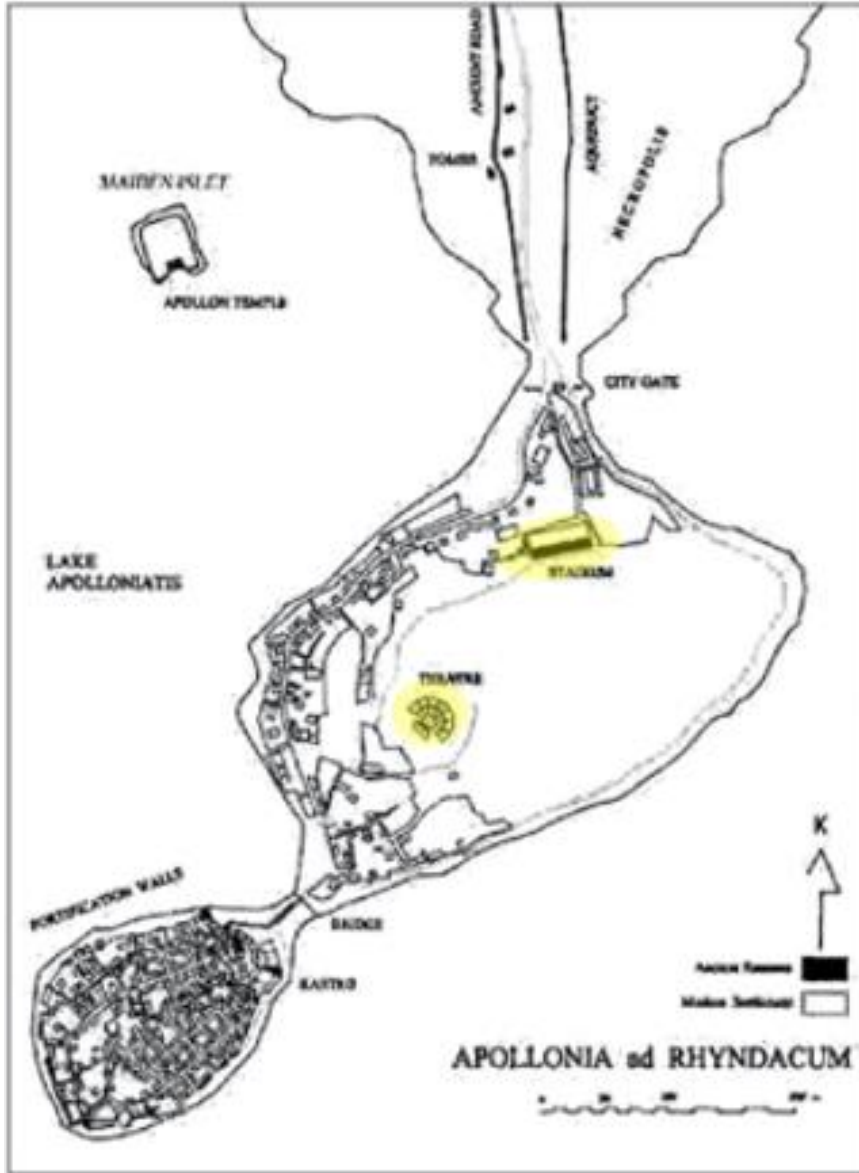 ANCIENT ROAD
AQUEDUCT
NECROPOLIS
TOMBS
MAIDEN ISLET
APOLLON TEMPLE
CITY GATE
LAKE
APOLLONIATIS
STADIUM
THEATRE
K
FORTIFICATION WALLS
BRIDGE
KASTRO
Ancient Remains
Modern Settlement
APOLLONIA ad RHYNDACUM